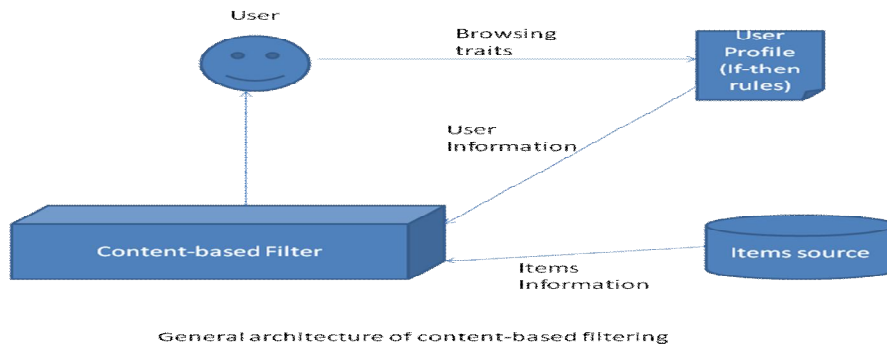 User
Browsing
traits
User
Profile
(If-then
rules)
User
Information
Content-based Filter
Items source
Items
Information
General architecture of content-based filtering